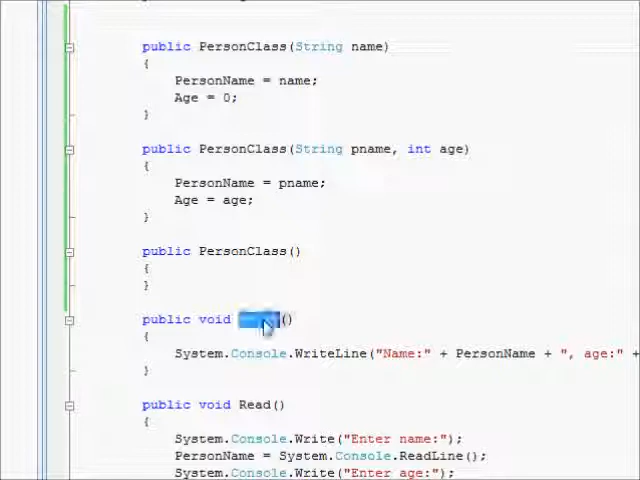 public PersonClass(String name)
{
PersonName = name;
Age = 0;
}
public PersonClass(String pname, int age)
{
PersonName = pname;
Age = age;
}
public PersonClass()
{
}
public void ()
{
System.Console.WriteLine("Name:" + PersonName + ", age:" +
}
public void Read()
{
System.Console.Write("Enter name:");
PersonName = System.Console.ReadLine();
System.Console.Write("Enter age:");